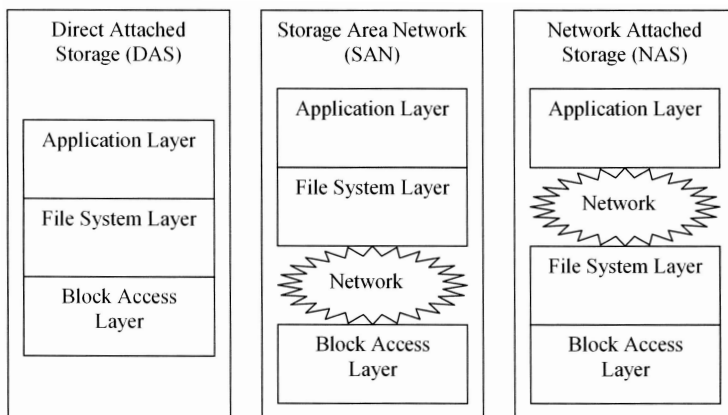 Direct Attached
Storage (DAS)
Application Layer
File System Layer
Block Access
Layer
Storage Area Network
(SAN)
Application Layer
File System Layer
Network
Block Access
Layer
Network Attached
Storage (NAS)
Application Layer
Network
File System Layer
Block Access
Layer